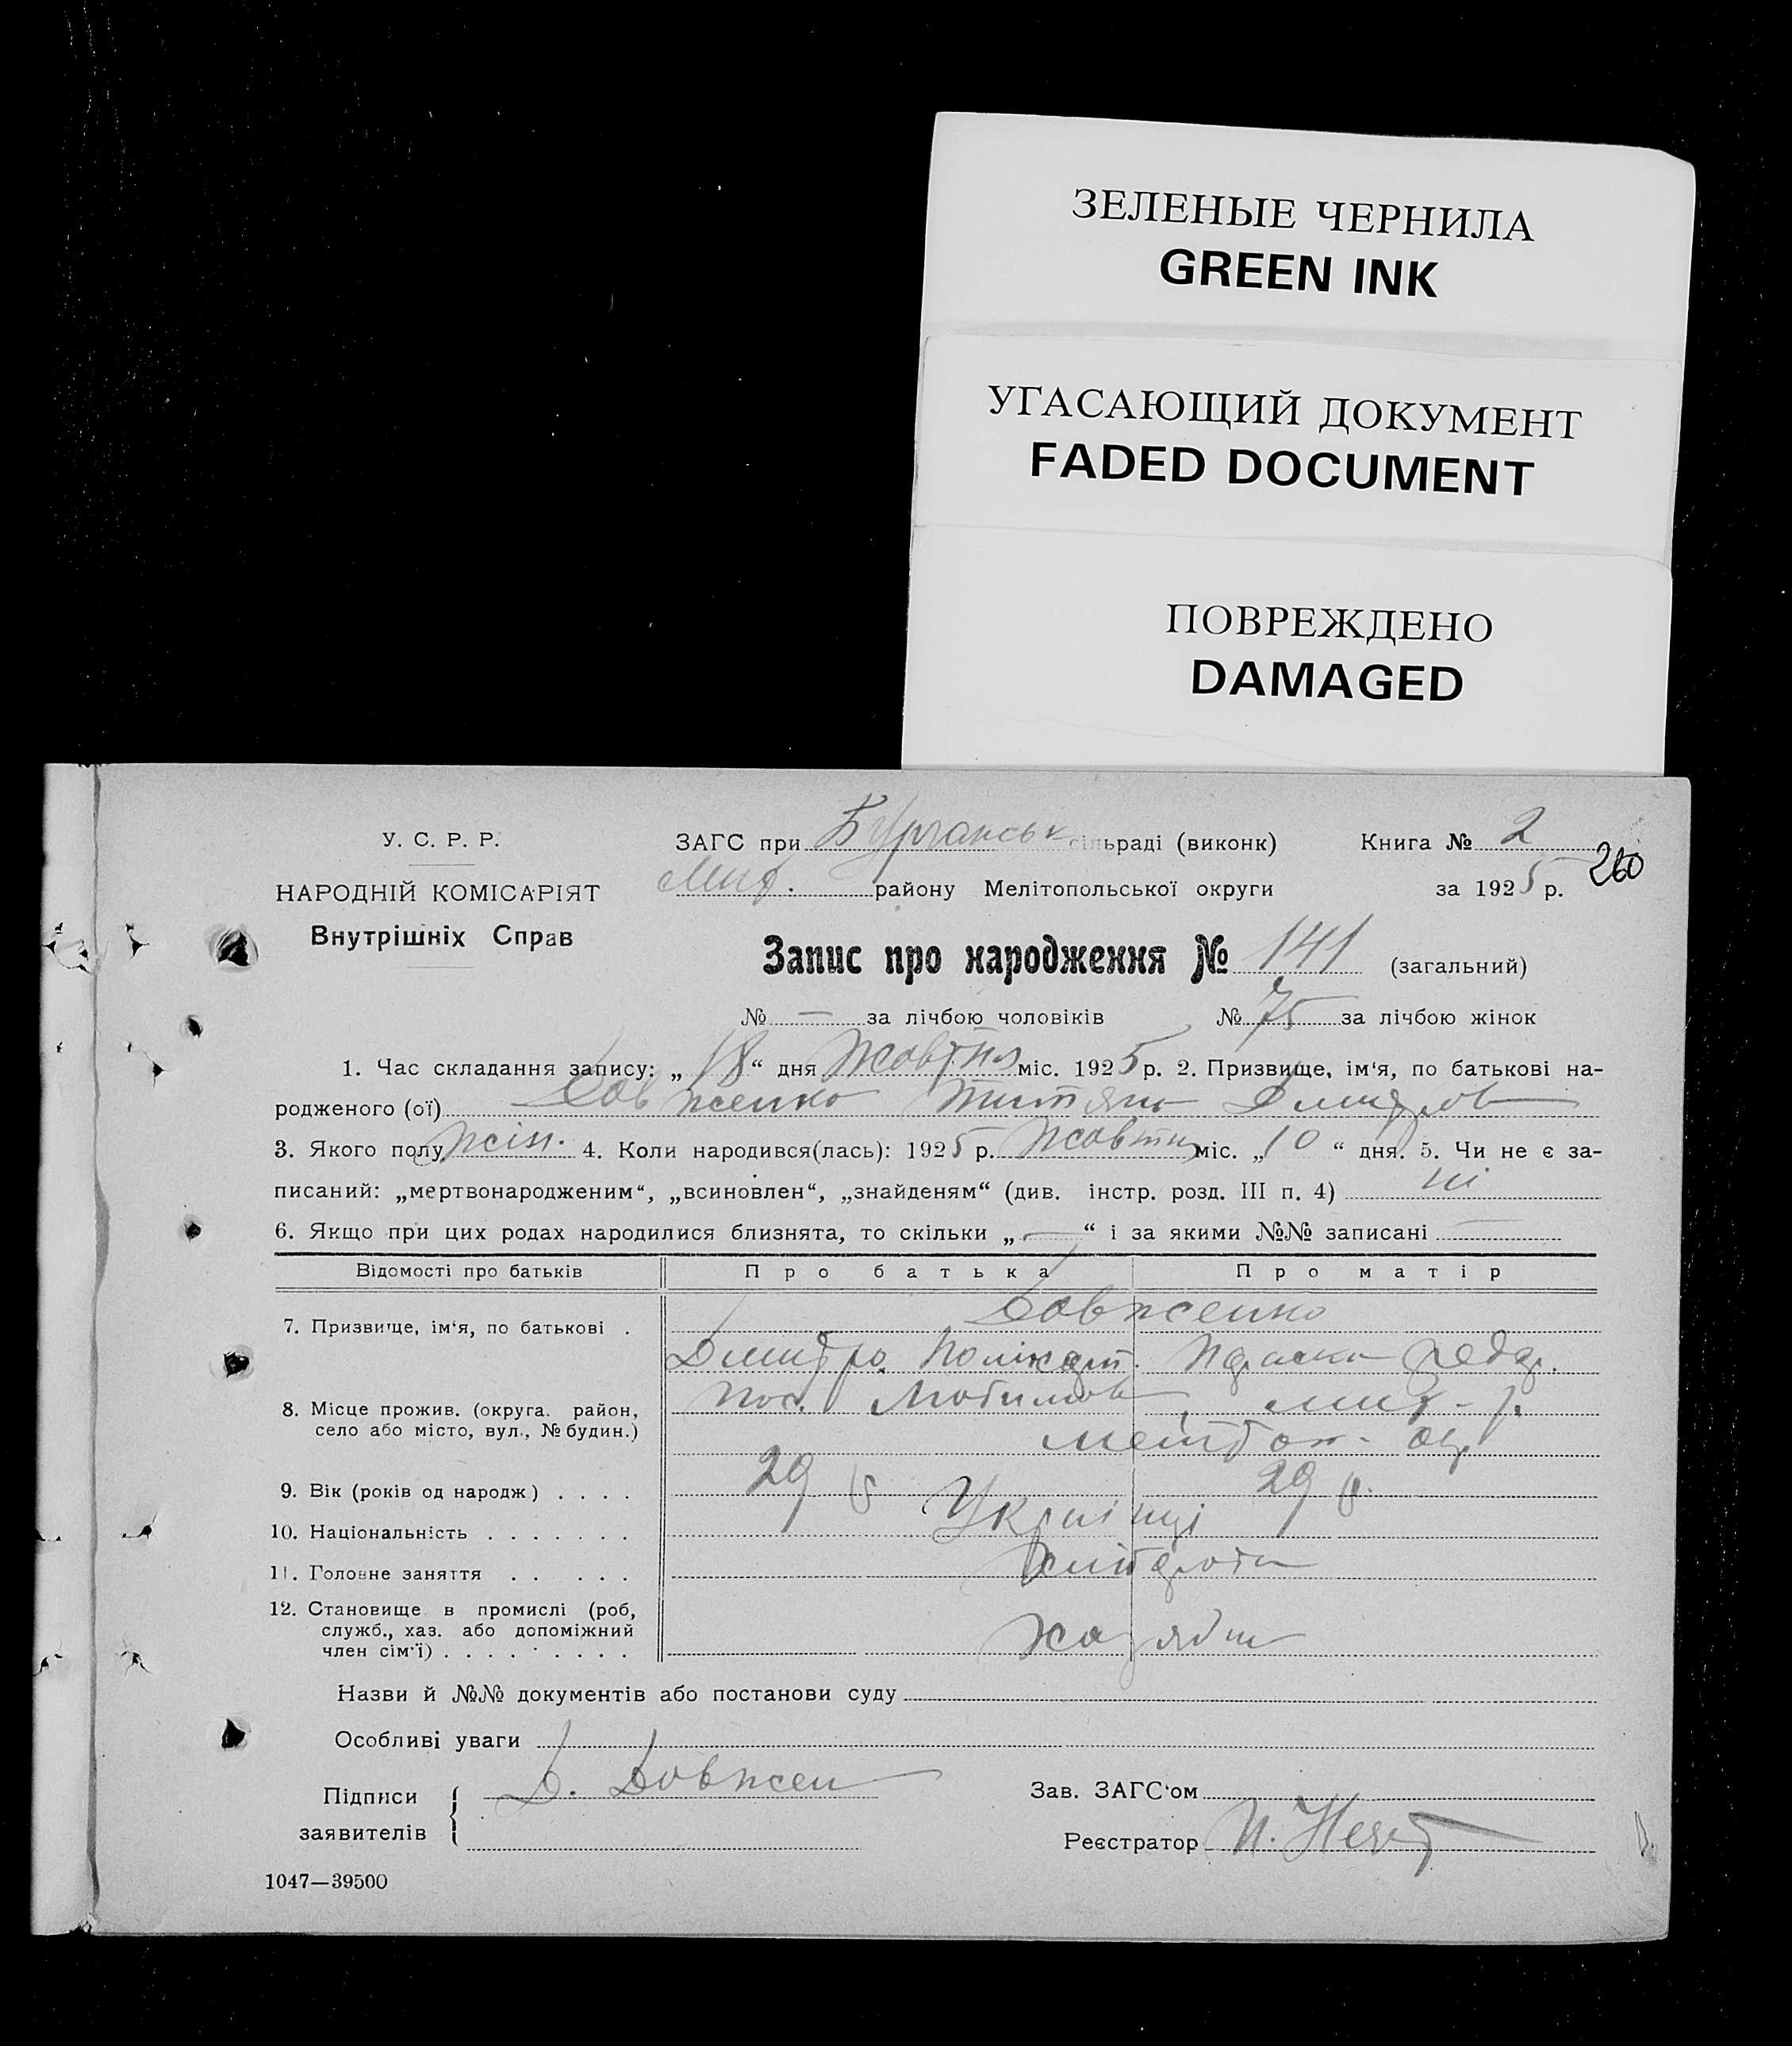 ЗЕЛЕНЫЕ ЧЕРНИЛА
GREEN INK
УГАСАЮЩИЙ ДОКУМЕНТ
FADED DOCUMENT
ПОВРЕЖДЕНО
DAMAGED
У. С. Р. Р.
НАРОДНІЙ КОМІСАРІЯТ
Внутрішніх Справ
ЗАГС при сільраді (виконк) Книга № 2
260
району Мелітопольської округи за 1925 р.
Запис про народження № 141 (загальний)
№ — за лічбою чоловіків № 75 за лічбою жінок
1. Час складання запису: „18“ дня Жовтня міс. 1925 р. 2. Призвище, ім‘я, по батькові на-
родженого (ої) Довженко Дмитров
3. Якого полу жін. 4. Коли народився(лась): 1925 р. Жовтня міс. „10“ дня. 5. Чи не є за-
писаний: „мертвонародженим“, „всиновлен“, „знайденям“ (див. інстр. розд. III п. 4) ні
6. Якщо при цих родах народилися близнята, то скільки „—“ і за якими №№ записані —
Відомості про батьків Про батька Про матір
7. Призвище, ім‘я, по батькові . Довженко
Дмитро Полікарп. Федор.
8. Місце прожив. (округа. район,
село або місто, вул., № будин.)
пос.
9. Вік (років од народж) . . . . 29 р 29 р.
10. Національність . . . . . . . Українці
11. Головне заняття . . . . . . хлібороби
12. Становище в промислі (роб,
служб., хаз. або допоміжний
член сім‘ї) . . . . . . . . . хазяїни
Назви й №№ документів або постанови суду
Особливі уваги
Підписи
заявителів
Д. Довжен
Зав. ЗАГС‘ом
Реєстратор
1047—39500